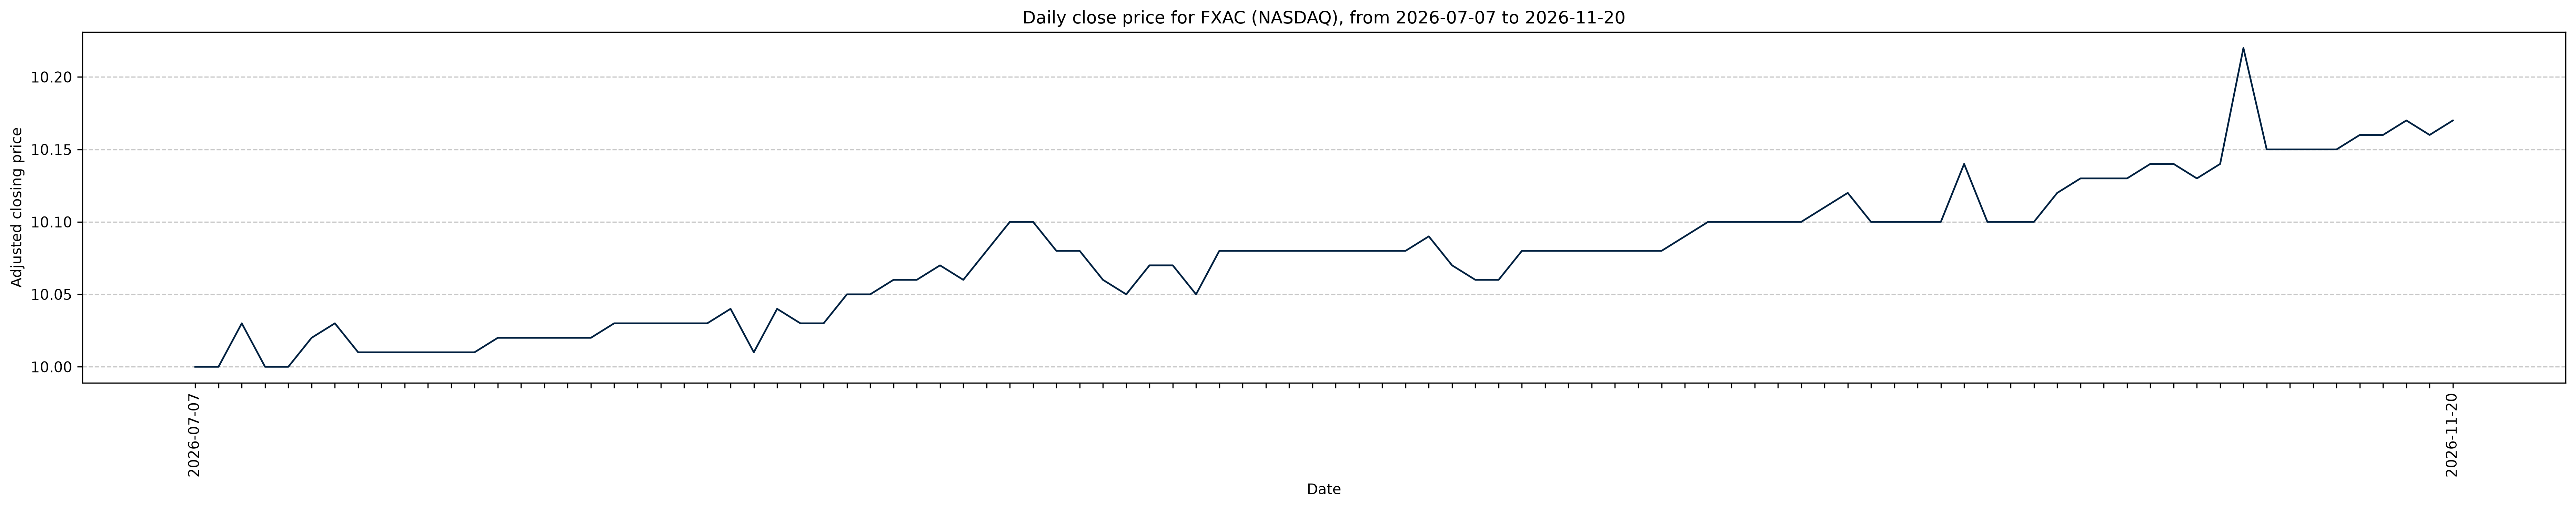 Daily close price for FXAC (NASDAQ), from 2026-07-07 to 2026-11-20
Adjusted closing price
10.20
10.15
10.10
10.05
10.00
2026-07-07
2026-11-20
Date